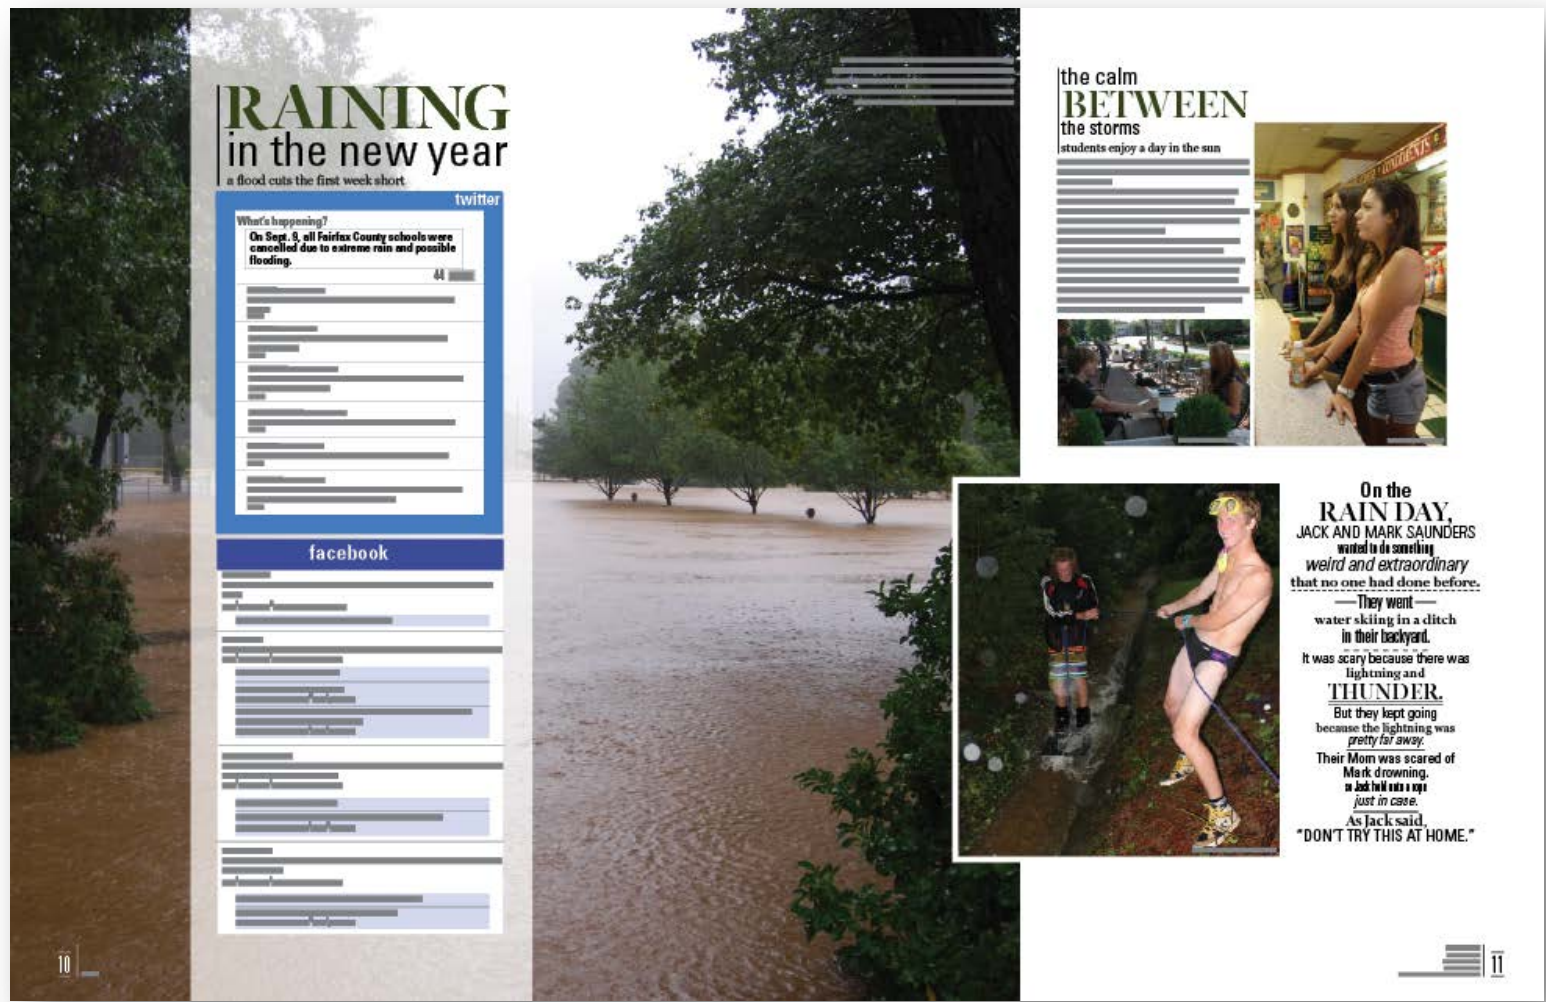 RAINING
in the new year
a flood cuts the first week short
twitter
What's happening?
On Sept. 9, all Fairfax County schools were
cancelled due to extreme rain and possible
flooding.
44
facebook
10
the calm
BETWEEN
the storms
students enjoy a day in the sun
On the
RAIN DAY,
JACK AND MARK SAUNDERS
wanted to do something
weird and extraordinary
that no one had done before.
They went
water skiing in a ditch
in their backyard.
It was scary because there was
lightning and
THUNDER.
But they kept going
because the lightning was
pretty far away.
Their Mom was scared of
Mark drowning.
so Jack held onto a rope
just in case.
As Jack said,
"DON'T TRY THIS AT HOME."
11